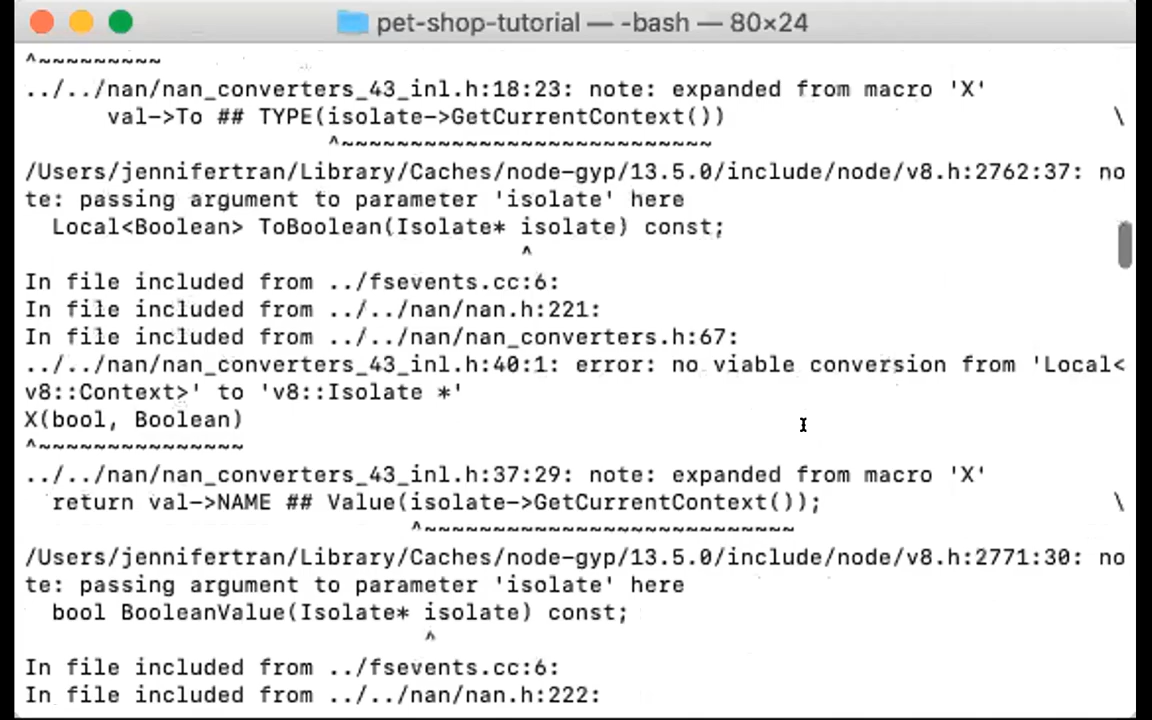 pet-shop-tutorial — -bash — 80×24
^~~~~~~~~~
../../nan/nan_converters_43_inl.h:18:23: note: expanded from macro 'X'
      val->To ## TYPE(isolate->GetCurrentContext())                            \
                      ^~~~~~~~~~~~~~~~~~~~~~~~~~~~
/Users/jennifertran/Library/Caches/node-gyp/13.5.0/include/node/v8.h:2762:37: no
te: passing argument to parameter 'isolate' here
  Local<Boolean> ToBoolean(Isolate* isolate) const;
                                    ^
In file included from ../fsevents.cc:6:
In file included from ../../nan/nan.h:221:
In file included from ../../nan/nan_converters.h:67:
../../nan/nan_converters_43_inl.h:40:1: error: no viable conversion from 'Local<
v8::Context>' to 'v8::Isolate *'
X(bool, Boolean)
^~~~~~~~~~~~~~~~
../../nan/nan_converters_43_inl.h:37:29: note: expanded from macro 'X'
  return val->NAME ## Value(isolate->GetCurrentContext());                     \
                            ^~~~~~~~~~~~~~~~~~~~~~~~~~~~
/Users/jennifertran/Library/Caches/node-gyp/13.5.0/include/node/v8.h:2771:30: no
te: passing argument to parameter 'isolate' here
  bool BooleanValue(Isolate* isolate) const;
                             ^
In file included from ../fsevents.cc:6:
In file included from ../../nan/nan.h:222: